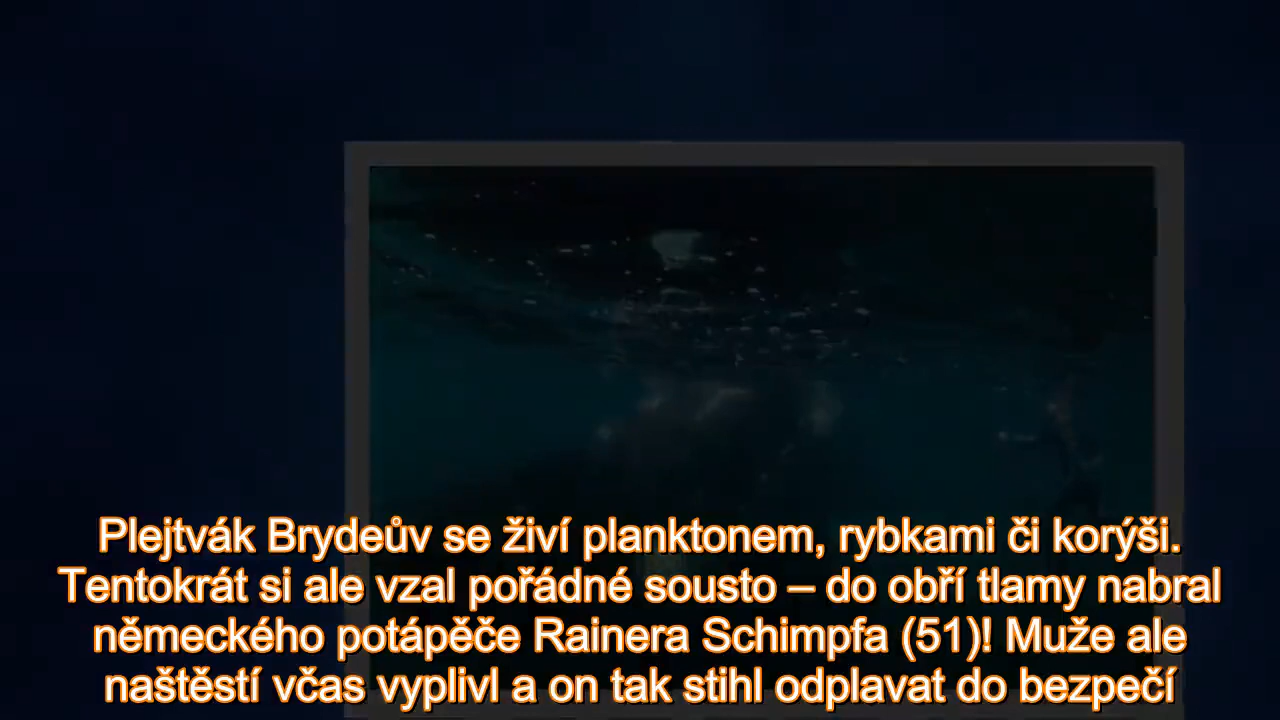 Plejtvák Brydeův se živí planktonem, rybkami či korýši.
Tentokrát si ale vzal pořádné sousto – do obří tlamy nabral
německého potápěče Rainera Schimpfa (51)! Muže ale
naštěstí včas vyplivl a on tak stihl odplavat do bezpečí